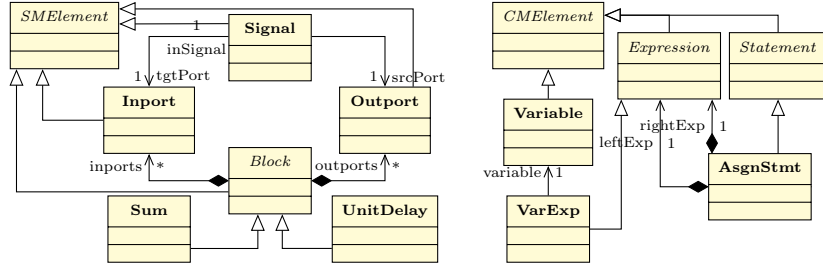 SMElement
1
Signal
inSignal
1 tgtPort
1 srcPort
Inport
Outport
inports
*
Block
outports
*
Sum
UnitDelay
CMElement
Expression
Statement
Variable
rightExp
1
leftExp
1
variable
1
AsgnStmt
VarExp